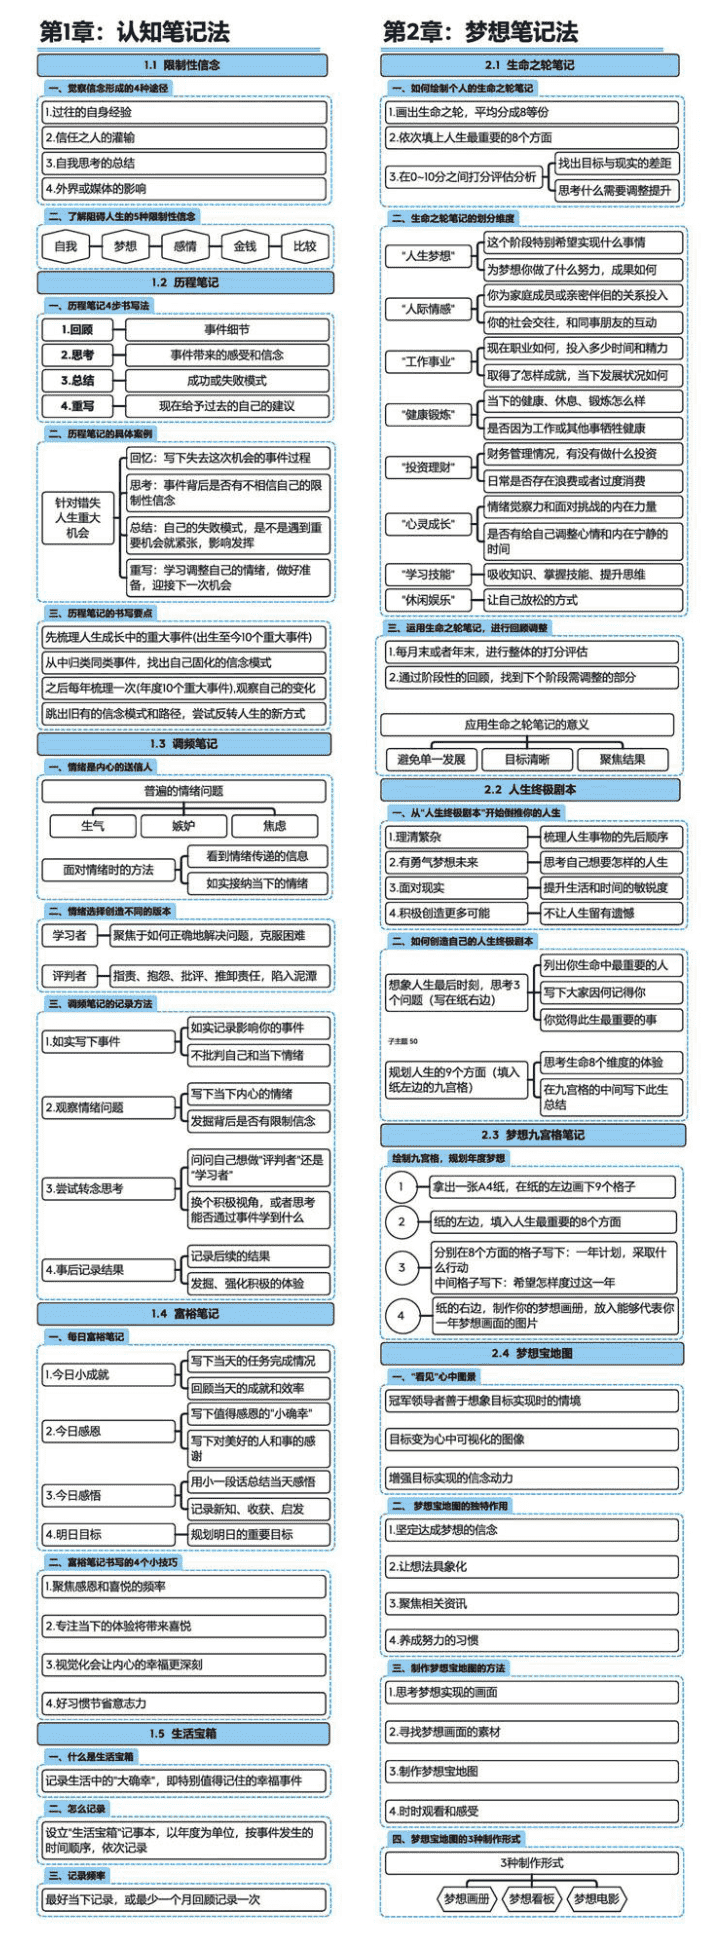 第1章：认知笔记法
1.1 限制性信念
一、觉察信念形成的4种途径
1.过往的自身经验
2.信任之人的灌输
3.自我思考的总结
4.外界或媒体的影响
二、了解阻碍人生的5种限制性信念
自我
梦想
感情
金钱
比较
1.2 历程笔记
一、历程笔记4步书写法
1.回顾
事件细节
2.思考
事件带来的感受和信念
3.总结
成功或失败模式
4.重写
现在给予过去的自己的建议
二、历程笔记的具体案例
针对错失
人生重大
机会
回忆：写下失去这次机会的事件过程
思考：事件背后是否有不相信自己的限
制性信念
总结：自己的失败模式，是不是遇到重
要机会就紧张，影响发挥
重写：学习调整自己的情绪，做好准
备，迎接下一次机会
三、历程笔记的书写要点
先梳理人生成长中的重大事件(出生至今10个重大事件)
从中归类同类事件，找出自己固化的信念模式
之后每年梳理一次(年度10个重大事件),观察自己的变化
跳出旧有的信念模式和路径，尝试反转人生的新方式
1.3 调频笔记
一、情绪是内心的送信人
普遍的情绪问题
生气
嫉妒
焦虑
面对情绪时的方法
看到情绪传递的信息
如实接纳当下的情绪
二、情绪选择创造不同的版本
学习者
聚焦于如何正确地解决问题，克服困难
评判者
指责、抱怨、批评、推卸责任，陷入泥潭
三、调频笔记的记录方法
1.如实写下事件
如实记录影响你的事件
不批判自己和当下情绪
2.观察情绪问题
写下当下内心的情绪
发掘背后是否有限制信念
3.尝试转念思考
问问自己想做“评判者”还是
“学习者”
换个积极视角，或者思考
能否通过事件学到什么
4.事后记录结果
记录后续的结果
发掘、强化积极的体验
1.4 富裕笔记
一、每日富裕笔记
1.今日小成就
写下当天的任务完成情况
回顾当天的成就和效率
2.今日感恩
写下值得感恩的“小确幸”
写下对美好的人和事的感
谢
3.今日感悟
用小一段话总结当天感悟
记录新知、收获、启发
4.明日目标
规划明日的重要目标
二、富裕笔记书写的4个小技巧
1.聚焦感恩和喜悦的频率
2.专注当下的体验将带来喜悦
3.视觉化会让内心的幸福更深刻
4.好习惯节省意志力
1.5 生活宝箱
一、什么是生活宝箱
记录生活中的“大确幸”，即特别值得记住的幸福事件
二、怎么记录
设立“生活宝箱”记事本，以年度为单位，按事件发生的
时间顺序，依次记录
三、记录频率
最好当下记录，或最少一个月回顾记录一次
第2章：梦想笔记法
2.1 生命之轮笔记
一、如何绘制个人的生命之轮笔记
1.画出生命之轮，平均分成8等份
2.依次填上人生最重要的8个方面
3.在0~10分之间打分评估分析
找出目标与现实的差距
思考什么需要调整提升
二、生命之轮笔记的划分维度
“人生梦想”
这个阶段特别希望实现什么事情
为梦想你做了什么努力，成果如何
“人际情感”
你为家庭成员或亲密伴侣的关系投入
你的社会交往，和同事朋友的互动
“工作事业”
现在职业如何，投入多少时间和精力
取得了怎样成就，当下发展状况如何
“健康锻炼”
当下的健康、休息、锻炼怎么样
是否因为工作或其他事牺牲健康
“投资理财”
财务管理情况，有没有做什么投资
日常是否存在浪费或者过度消费
“心灵成长”
情绪觉察力和面对挑战的内在力量
是否有给自己调整心情和内在宁静的
时间
“学习技能”
吸收知识、掌握技能、提升思维
“休闲娱乐”
让自己放松的方式
三、运用生命之轮笔记，进行回顾调整
1.每月末或者年末，进行整体的打分评估
2.通过阶段性的回顾，找到下个阶段需调整的部分
应用生命之轮笔记的意义
避免单一发展
目标清晰
聚焦结果
2.2 人生终极剧本
一、从“人生终极剧本”开始倒推你的人生
1.理清繁杂
梳理人生事物的先后顺序
2.有勇气梦想未来
思考自己想要怎样的人生
3.面对现实
提升生活和时间的敏锐度
4.积极创造更多可能
不让人生留有遗憾
二、如何创造自己的人生终极剧本
想象人生最后时刻，思考3
个问题（写在纸右边）
列出你生命中最重要的人
写下大家因何记得你
你觉得此生最重要的事
子主题 50
规划人生的9个方面（填入
纸左边的九宫格）
思考生命8个维度的体验
在九宫格的中间写下此生
总结
2.3 梦想九宫格笔记
绘制九宫格，规划年度梦想
1
拿出一张A4纸，在纸的左边画下9个格子
2
纸的左边，填入人生最重要的8个方面
3
分别在8个方面的格子写下：一年计划，采取什
么行动
中间格子写下：希望怎样度过这一年
4
纸的右边，制作你的梦想画册，放入能够代表你
一年梦想画面的图片
2.4 梦想宝地图
一、“看见”心中图景
冠军领导者善于想象目标实现时的情境
目标变为心中可视化的图像
增强目标实现的信念动力
二、 梦想宝地图的独特作用
1.坚定达成梦想的信念
2.让想法具象化
3.聚焦相关资讯
4.养成努力的习惯
三、制作梦想宝地图的方法
1.思考梦想实现的画面
2.寻找梦想画面的素材
3.制作梦想宝地图
4.时时观看和感受
四、梦想宝地图的3种制作形式
3种制作形式
梦想画册
梦想看板
梦想电影